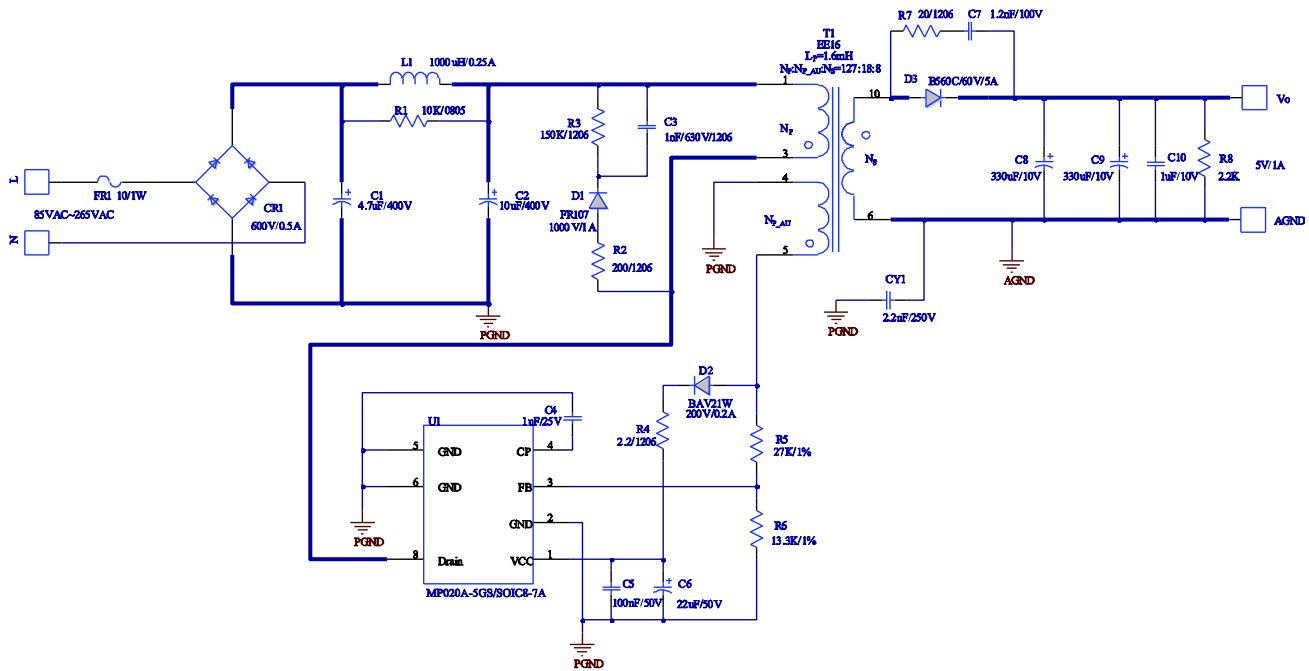 R7 20/1206
C7 1.2nF/100V
T1
EE16
LP=1.6mH
NP:NP_AU:NS=127:18:8
L1 1000uH/0.25A
R1 10K/0805
1
10
D3 B560C/60V/5A
Vo
R3
150K/1206
C3
1nF/630V/1206
NP
NS
3
4
C8
330uF/10V
C9
330uF/10V
C10
1uF/10V
R8
2.2K
5V/1A
L
FR1 10/1W
85VAC~265VAC
N
CR1
600V/0.5A
C1
4.7uF/400V
C2
10uF/400V
D1
FR107
1000V/1A
R2
200/1206
NP_AU
5
6
AGND
PGND
AGND
CY1
2.2nF/250V
PGND
PGND
D2
BAV21W
200V/0.2A
C4
1uF/25V
U1
R4
2.2/1206
R5
27K/1%
5 GND
CP 4
6 GND
FB 3
GND 2
R6
13.3K/1%
PGND
8 Drain
VCC 1
C5
100nF/50V
C6
22uF/50V
MP020A-5GS/SOIC8-7A
PGND